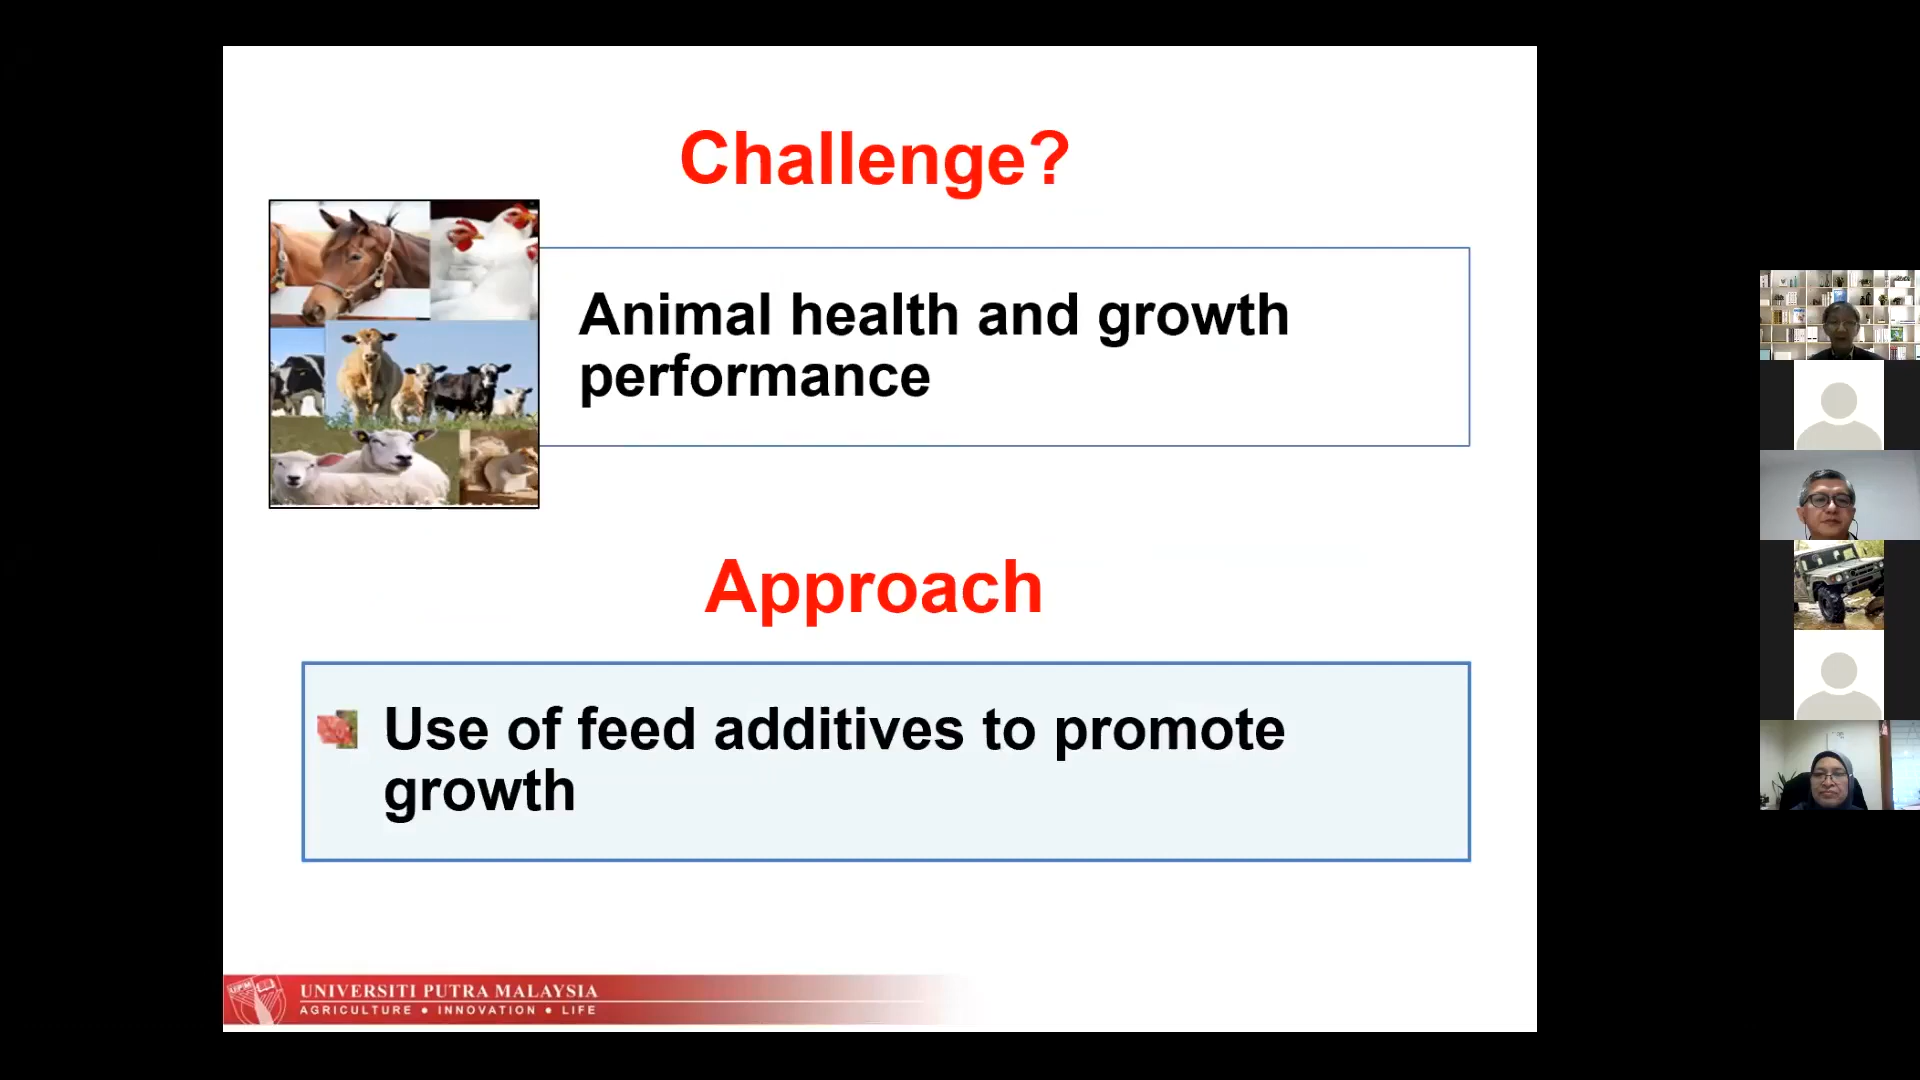 Challenge?
Animal health and growth
performance
Approach
Use of feed additives to promote
growth
UPM
UNIVERSITI PUTRA MALAYSIA
AGRICULTURE • INNOVATION • LIFE